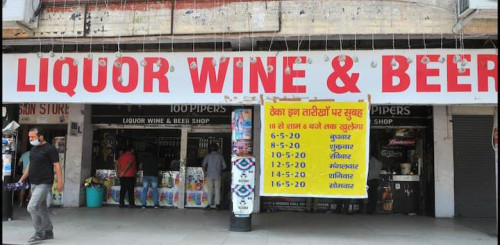 LIQUOR WINE & BEER
SION STORE
100 PIPERS
LIQUOR WINE & BEER SHOP
PIPERS
SHOP
ठेका इन तारीखों पर सुबह
10 से शाम 6 बजे तक खुलेगा
6-5-20 बुधवार
8-5-20 शुक्रवार
10-5-20 रविवार
12-5-20 मंगलवार
14-5-20 शनिवार
16-5-20 सोमवार